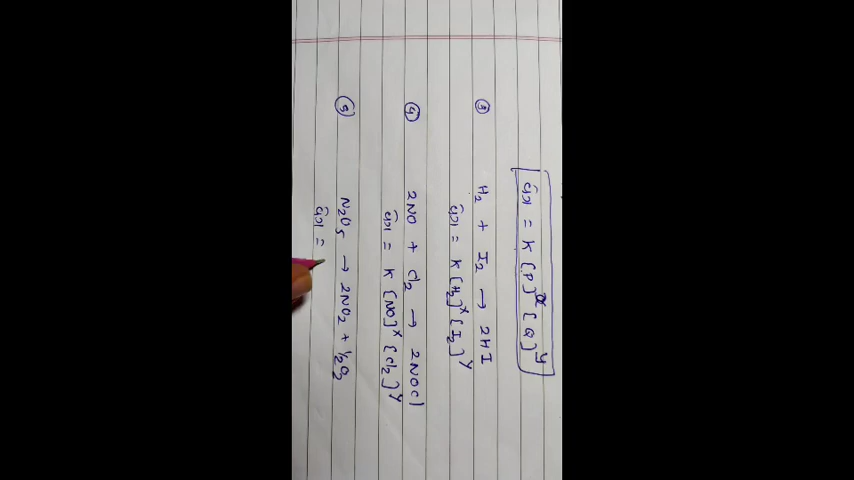 વેગ = K [P]^x [Q]^y
③ H₂ + I₂ → 2HI
વેગ = K [H₂]^x [I₂]^y
④ 2NO + Cl₂ → 2NOCl
વેગ = K [NO]^x [Cl₂]^y
⑤ N₂O₅ → 2NO₂ + ½O₂
વેગ =